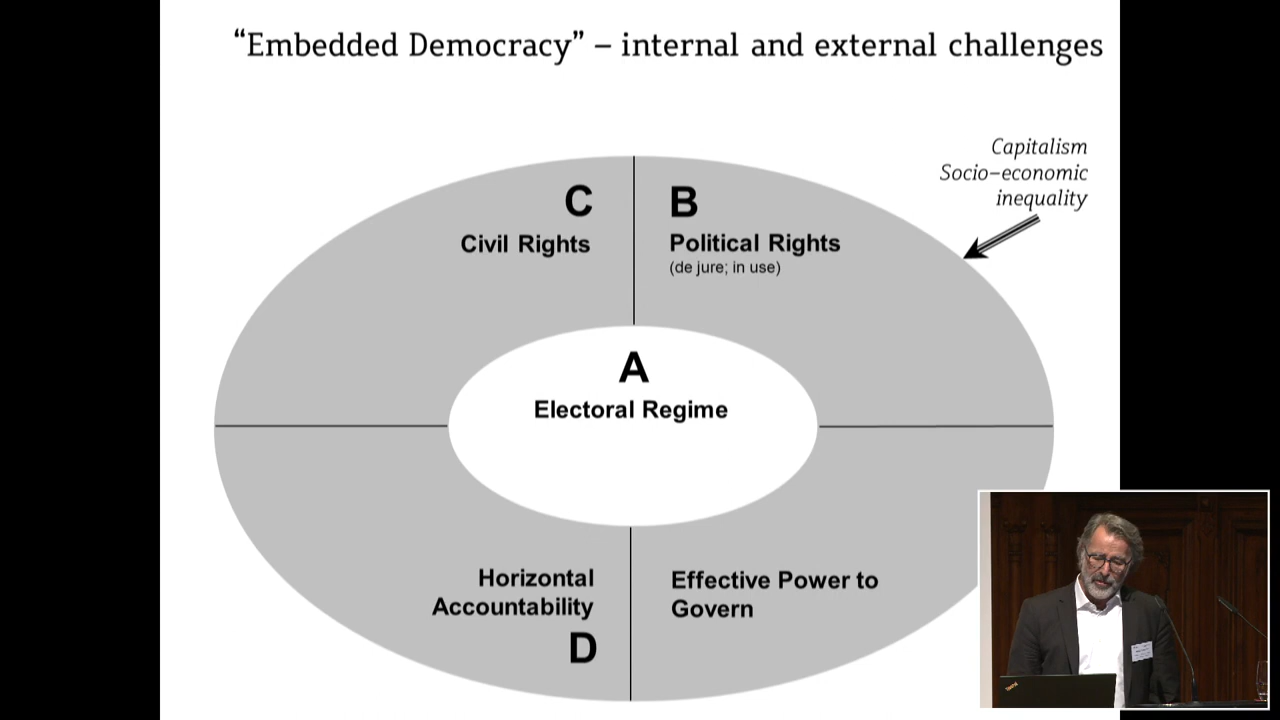 “Embedded Democracy” – internal and external challenges
Capitalism
Socio–economic
inequality
C
Civil Rights
B
Political Rights
(de jure; in use)
A
Electoral Regime
Horizontal
Accountability
D
Effective Power to
Govern